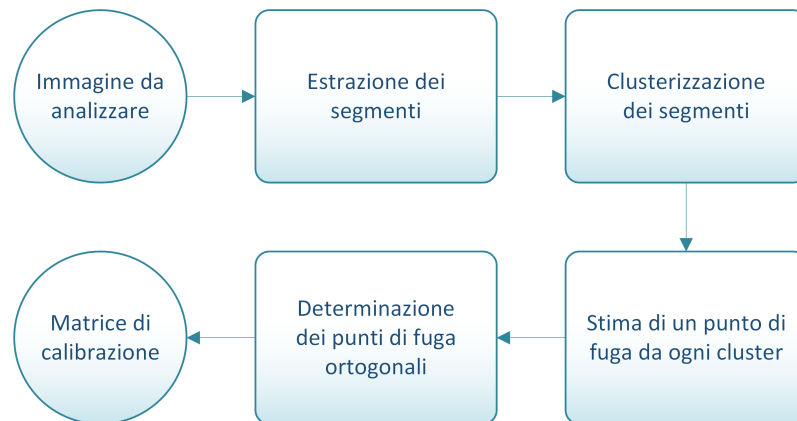 Immagine da
analizzare
Estrazione dei
segmenti
Clusterizzazione
dei segmenti
Stima di un punto di
fuga da ogni cluster
Determinazione
dei punti di fuga
ortogonali
Matrice di
calibrazione